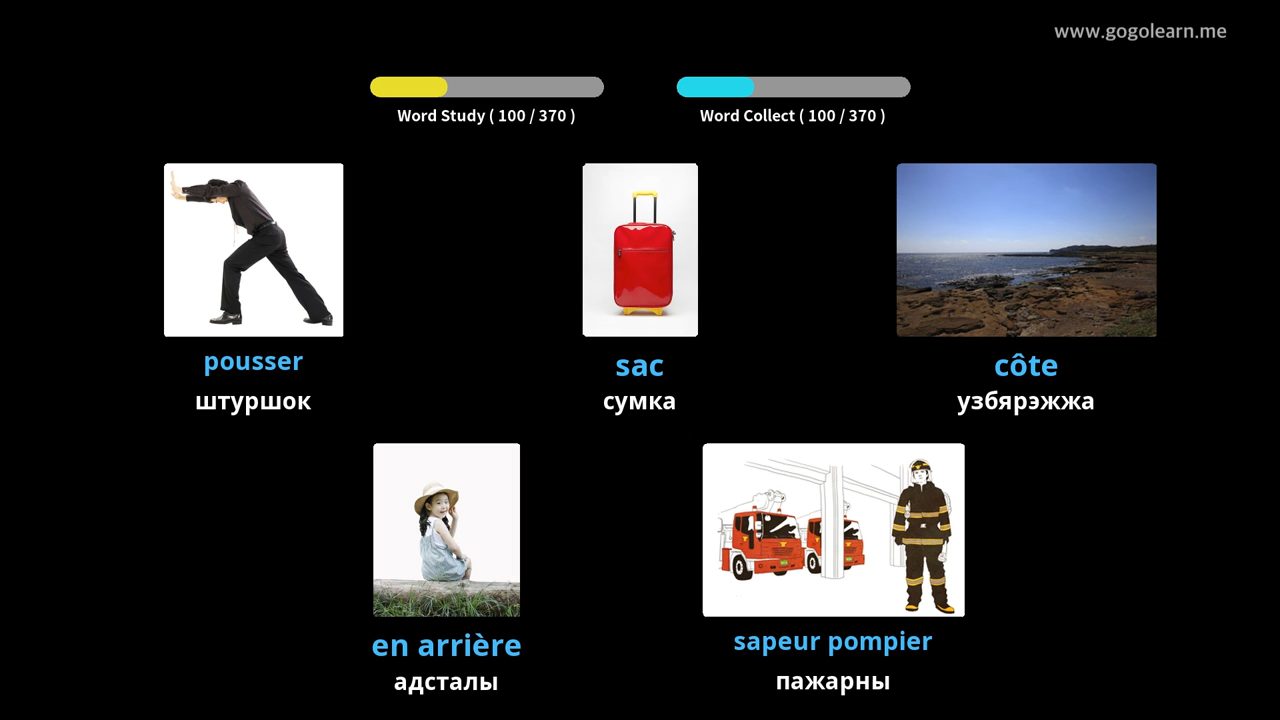 www.gogolearn.me
Word Study ( 100 / 370 )
Word Collect ( 100 / 370 )
pousser
штуршок
sac
сумка
côte
узбярэжжа
en arrière
адсталы
sapeur pompier
пажарны